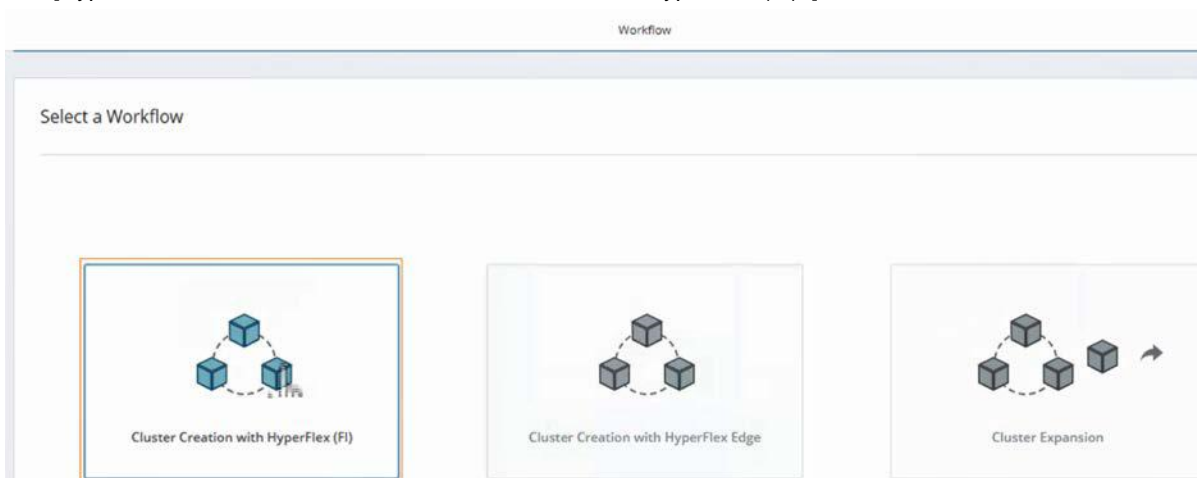 Workflow
Select a Workflow
Cluster Creation with HyperFlex (FI)
Cluster Creation with HyperFlex Edge
Cluster Expansion